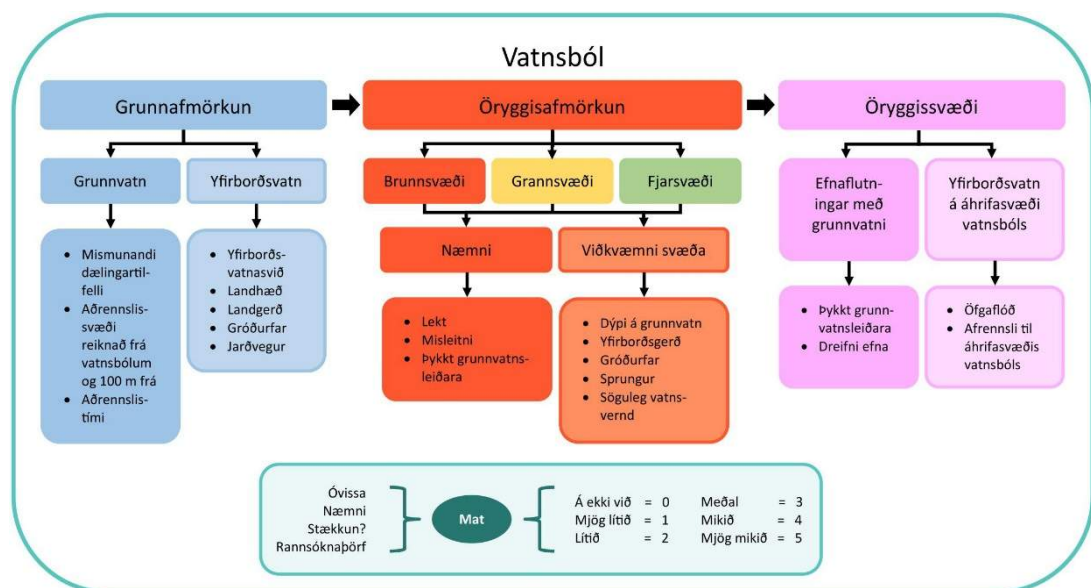 Vatnsból
Grunnafmörkun
Öryggisafmörkun
Öryggissvæði
Grunnvatn
Yfirborðsvatn
Brunnsvæði
Grannsvæði
Fjarsvæði
Efnaflutn-
ingar með
grunnvatni
Yfirborðsvatn
á áhrifasvæði
vatnsbóls
• Mismunandi
dælingartil-
felli
• Aðrennslis-
svæði
reiknað frá
vatnsbólum
og 100 m frá
• Aðrennslis-
tími
• Yfirborðs-
vatnasvið
• Landhæð
• Landgerð
• Gróðurfar
• Jarðvegur
Næmni
Viðkvæmni svæða
• Lekt
• Misleitni
• Þykkt grunnvatns-
leiðara
• Dýpi á grunnvatn
• Yfirborðsgerð
• Gróðurfar
• Sprungur
• Söguleg vatns-
vernd
• Þykkt grunn-
vatnsleiðara
• Dreifni efna
• Öfgaflóð
• Afrennsli til
áhrifasvæðis
vatnsbóls
Óvissa
Næmni
Stækkun?
Rannsóknaþörf
Mat
Á ekki við = 0
Mjög lítið = 1
Lítið = 2
Meðal = 3
Mikið = 4
Mjög mikið = 5